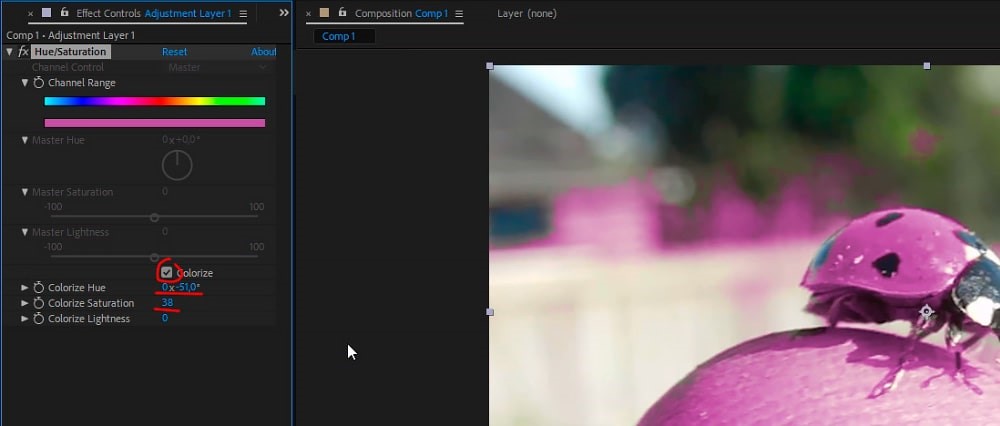 × Effect Controls Adjustment Layer 1 ≡ »
Composition Comp 1 ≡
Layer (none)
Comp 1
Comp 1 • Adjustment Layer 1
fx Hue/Saturation Reset About
Channel Control Master
Channel Range
Master Hue 0x+0,0°
Master Saturation 0
-100 100
Master Lightness 0
-100 100
Colorize
Colorize Hue 0x-51,0°
Colorize Saturation 38
Colorize Lightness 0